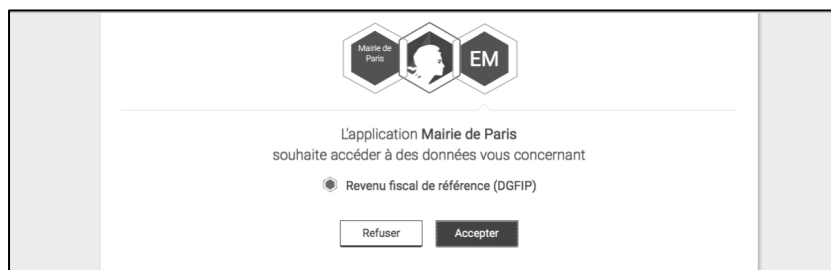 Mairie de
Paris
EM
L'application Mairie de Paris
souhaite accéder à des données vous concernant
Revenu fiscal de référence (DGFIP)
Refuser
Accepter